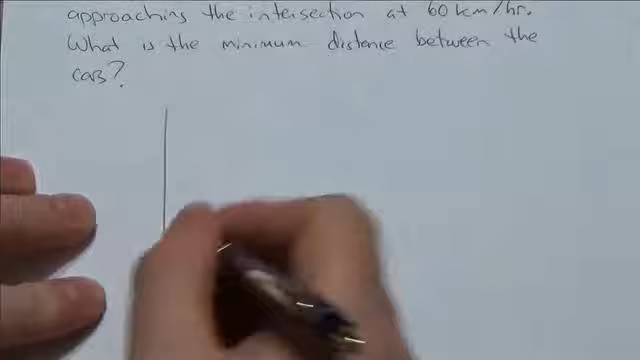 approaching the intersection at 60 km/hr.
What is the minimum distance between the
cars?